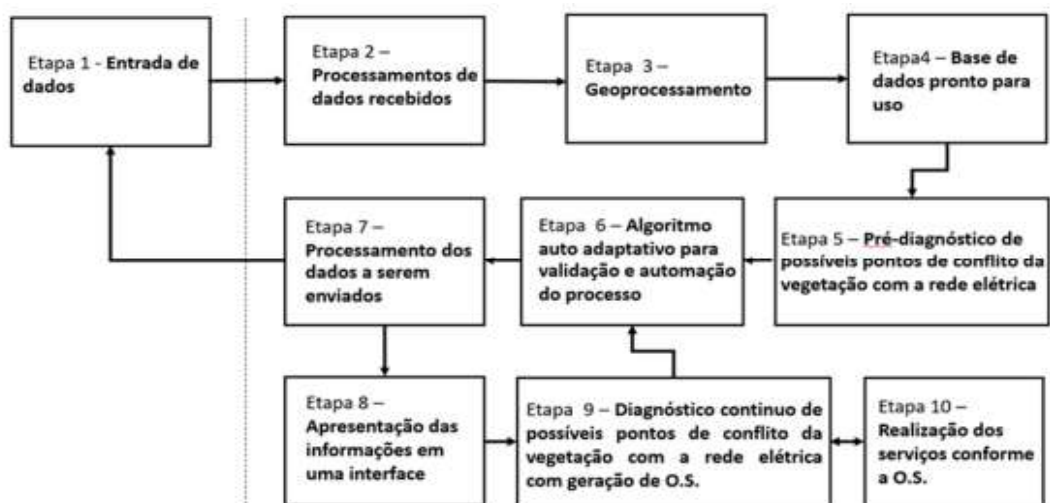 Etapa 1 - Entrada de
dados
Etapa 2 –
Processamentos de
dados recebidos
Etapa 3 –
Geoprocessamento
Etapa4 – Base de
dados pronto para
uso
Etapa 5 – Pré-diagnóstico de
possíveis pontos de conflito da
vegetação com a rede elétrica
Etapa 6 – Algoritmo
auto adaptativo para
validação e automação
do processo
Etapa 7 –
Processamento dos
dados a serem
enviados
Etapa 8 –
Apresentação das
informações em
uma interface
Etapa 9 – Diagnóstico continuo de
possíveis pontos de conflito da
vegetação com a rede elétrica
com geração de O.S.
Etapa 10 –
Realização dos
serviços conforme
a O.S.